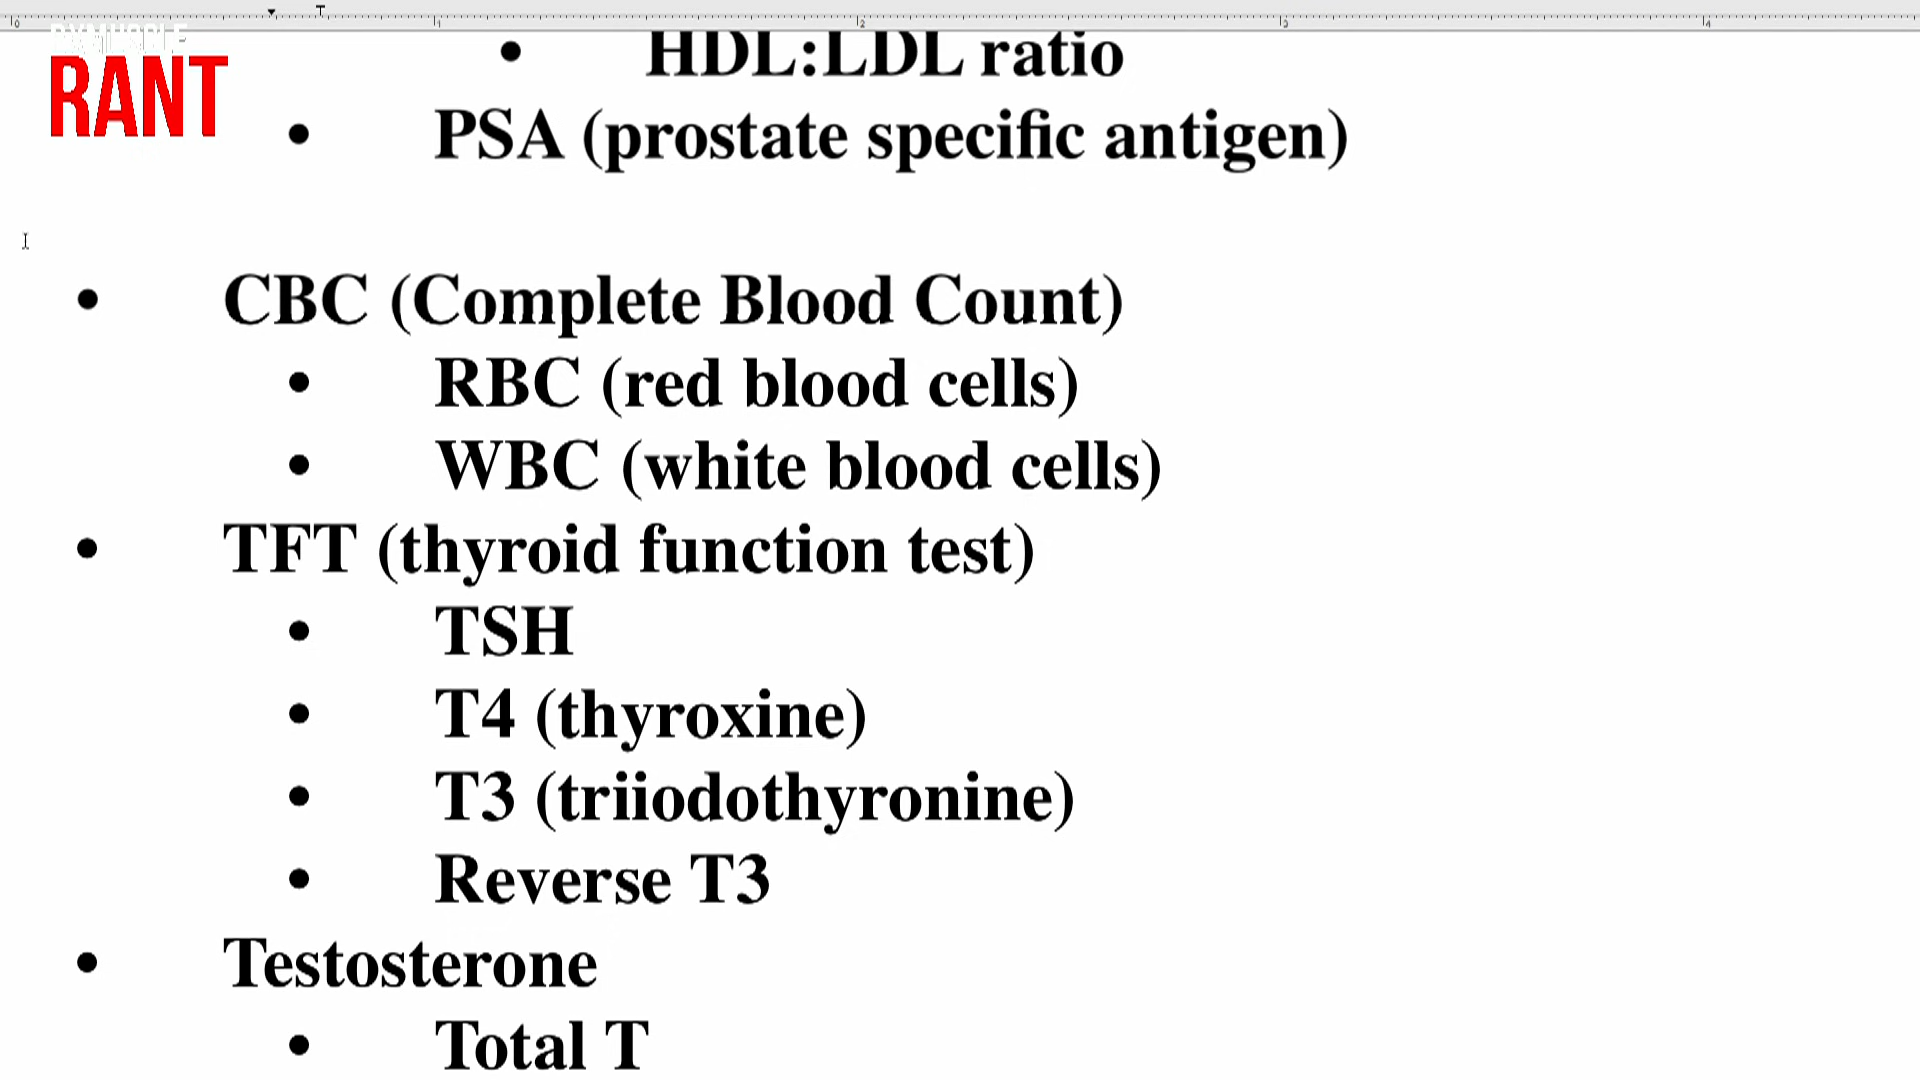 HDL:LDL ratio
RANT
PSA (prostate specific antigen)
CBC (Complete Blood Count)
RBC (red blood cells)
WBC (white blood cells)
TFT (thyroid function test)
TSH
T4 (thyroxine)
T3 (triiodothyronine)
Reverse T3
Testosterone
Total T